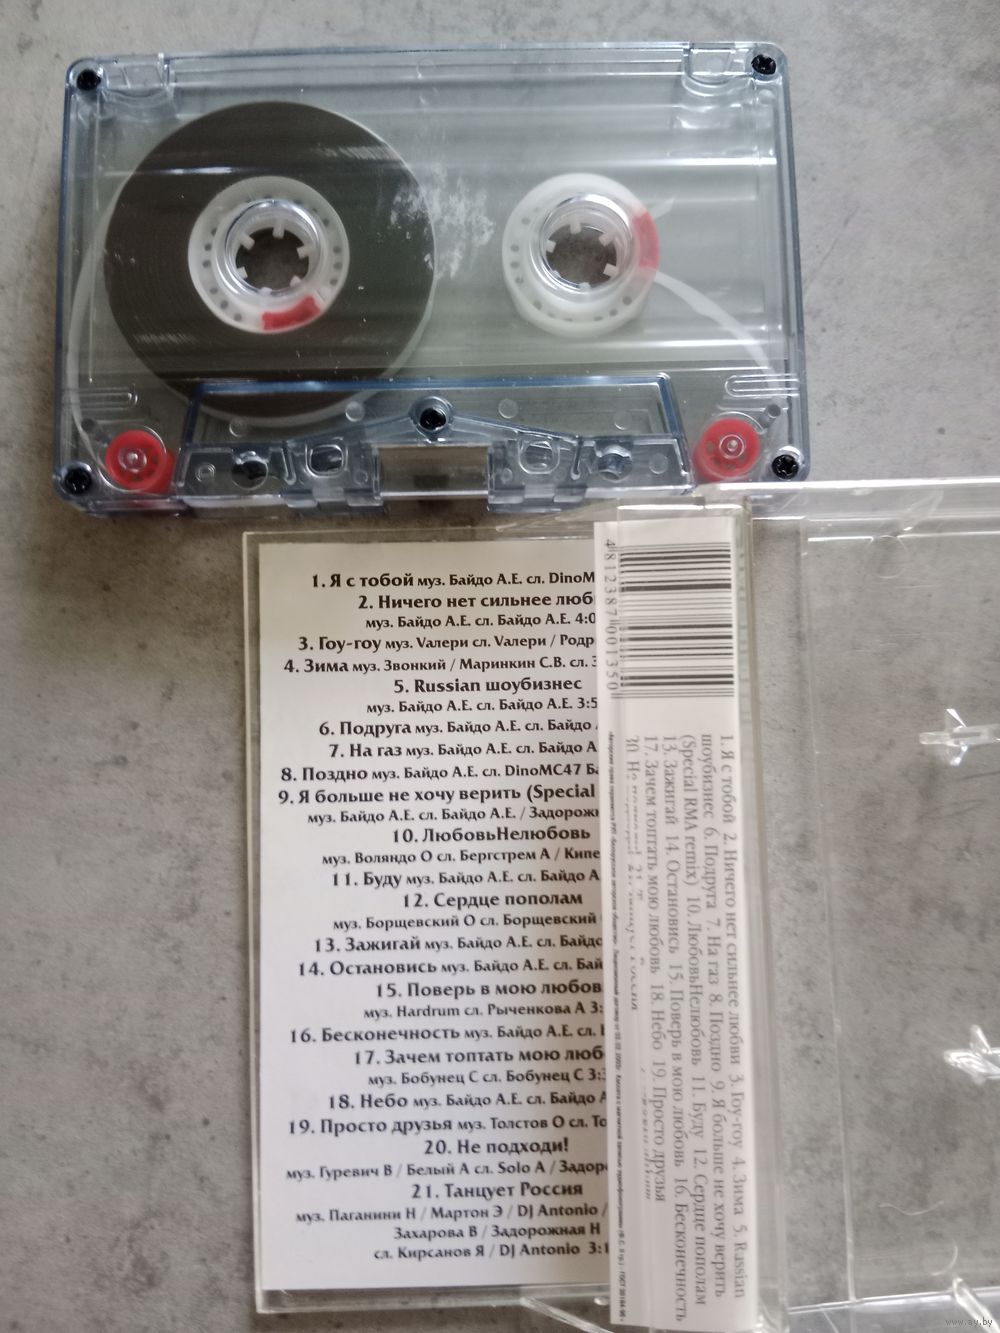 1. Я с тобой муз. Байдо А.Е. сл. DinoM
2. Ничего нет сильнее люб
муз. Байдо А.Е. сл. Байдо А.Е. 4:0
3. Гоу-гоу муз. Vалери сл. Vалери / Родр
4. Зима муз. Звонкий / Маринкин С.В. сл.
5. Russian шоубизнес
муз. Байдо А.Е. сл. Байдо А.Е. 3:5
6. Подруга муз. Байдо А.Е. сл. Байдо
7. На газ муз. Байдо А.Е. сл. Байдо А
8. Поздно муз. Байдо А.Е. сл. DinoMC47 Ба
9. Я больше не хочу верить (Special
муз. Байдо А.Е. сл. Байдо А.Е. / Задорож
10. ЛюбовьНелюбовь
муз. Воляндо О сл. Бергстрем А / Кипе
11. Буду муз. Байдо А.Е. сл. Байдо А
12. Сердце пополам
муз. Борщевский О сл. Борщевский
13. Зажигай муз. Байдо А.Е. сл. Байдо
14. Остановись муз. Байдо А.Е. сл. Бай
15. Поверь в мою любов
муз. Hardrum сл. Рыченкова А 3:
16. Бесконечность муз. Байдо А.Е. сл.
17. Зачем топтать мою люб
муз. Бобунец С сл. Бобунец С 3:3
18. Небо муз. Байдо А.Е. сл. Байдо А
19. Просто друзья муз. Толстов О сл. То
20. Не подходи!
муз. Гуревич В / Белый А сл. Solo А / Задор
21. Танцует Россия
муз. Паганини Н / Мартон Э / DJ Antonio /
Захарова В / Задорожная Н
сл. Кирсанов Я / DJ Antonio 3:1
4 812387 001350
1. Я с тобой 2. Ничего нет сильнее любви 3. Гоу-гоу 4. Зима 5. Russian
шоубизнес 6. Подруга 7. На газ 8. Поздно 9. Я больше не хочу верить
(Special RMA remix) 10. ЛюбовьНелюбовь 11. Буду 12. Сердце пополам
13. Зажигай 14. Остановись 15. Поверь в мою любовь 16. Бесконечность
17. Зачем топтать мою любовь 18. Небо 19. Просто друзья
www.ay.by